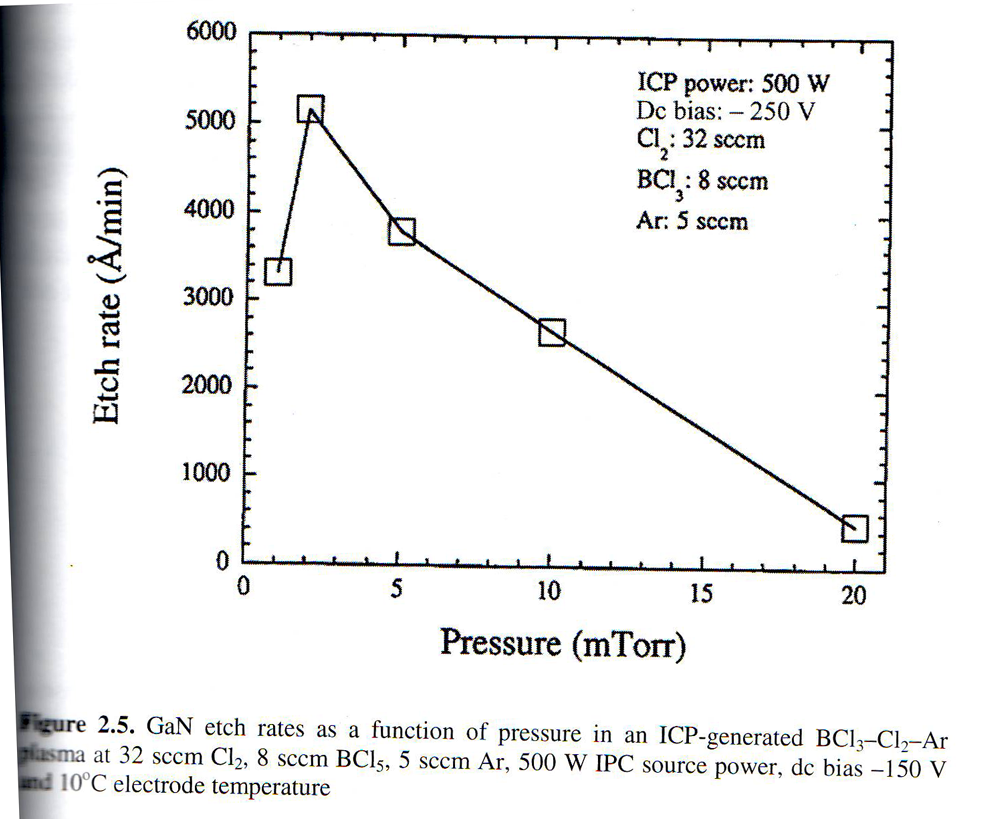 6000
5000
4000
3000
2000
1000
0
Etch rate (Å/min)
ICP power: 500 W
Dc bias: – 250 V
Cl₂: 32 sccm
BCl₃: 8 sccm
Ar: 5 sccm
0 5 10 15 20
Pressure (mTorr)
Figure 2.5. GaN etch rates as a function of pressure in an ICP-generated BCl₃–Cl₂–Ar
plasma at 32 sccm Cl₂, 8 sccm BCl₅, 5 sccm Ar, 500 W IPC source power, dc bias –150 V
and 10°C electrode temperature